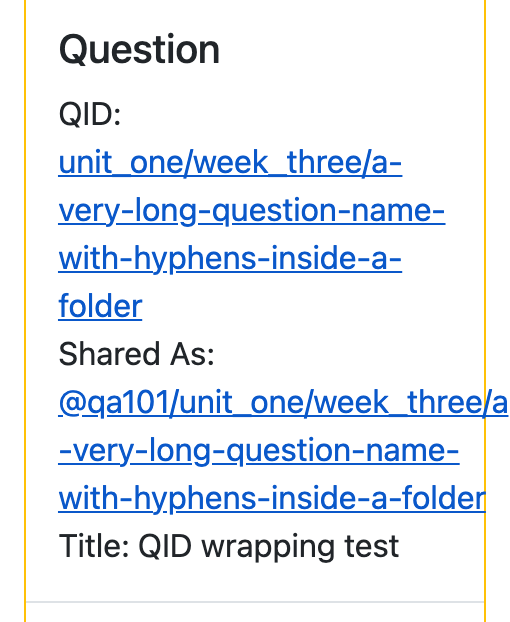 Question
QID:
unit_one/week_three/a-
very-long-question-name-
with-hyphens-inside-a-
folder
Shared As:
@qa101/unit_one/week_three/a
-very-long-question-name-
with-hyphens-inside-a-folder
Title: QID wrapping test